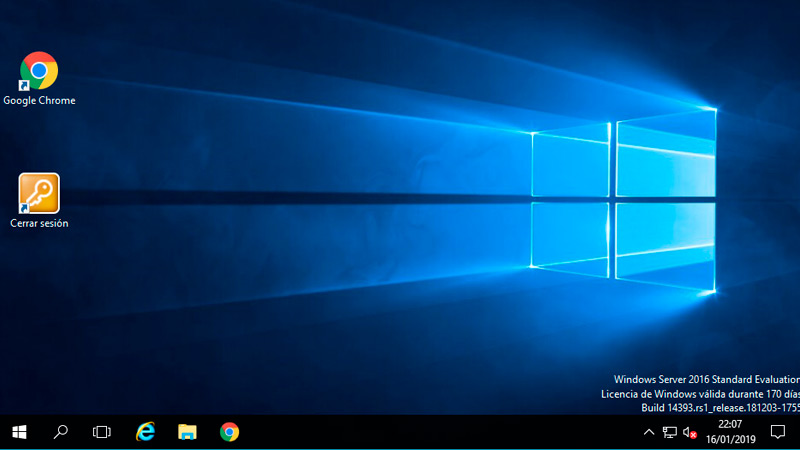 Google Chrome
Cerrar sesión
Windows Server 2016 Standard Evaluation
Licencia de Windows válida durante 170 días
Build 14393.rs1_release.181203-1755
22:07
16/01/2019